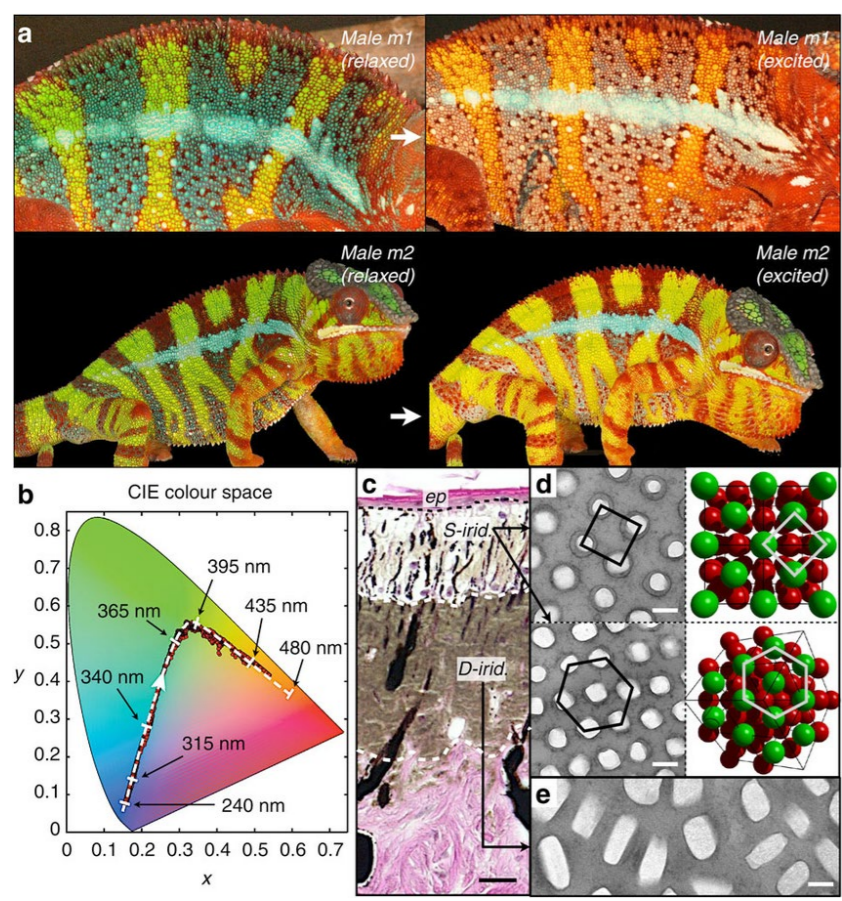 a
Male m1
(relaxed)
Male m1
(excited)
Male m2
(relaxed)
Male m2
(excited)
b
CIE colour space
0.8
0.7
0.6
0.5
0.4
0.3
0.2
0.1
0
y
395 nm
365 nm
435 nm
480 nm
340 nm
315 nm
240 nm
0
0.1
0.2
0.3
0.4
0.5
0.6
0.7
x
c
ep
S-irid.
D-irid.
d
e